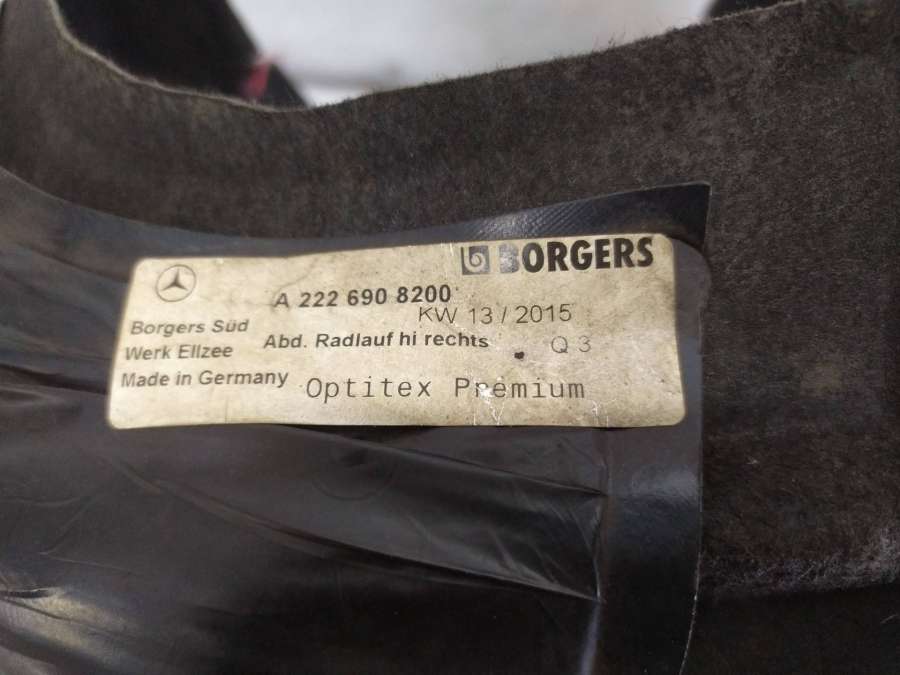 BORGERS
A 222 690 8200
KW 13 / 2015
Borgers Süd
Abd. Radlauf hi rechts
Q 3
Werk Ellzee
Made in Germany
Optitex Premium